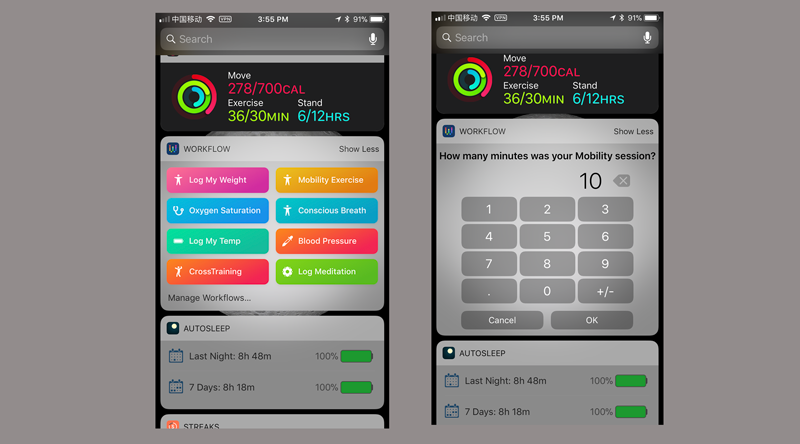 中国移动 VPN 3:55 PM 91%
Search
Move
278/700CAL
Exercise Stand
36/30MIN 6/12HRS
WORKFLOW Show Less
Log My Weight Mobility Exercise
Oxygen Saturation Conscious Breath
Log My Temp Blood Pressure
CrossTraining Log Meditation
Manage Workflows...
AUTOSLEEP
Last Night: 8h 48m 100%
7 Days: 8h 18m 100%
STREAKS
中国移动 VPN 3:55 PM 91%
Search
Move
278/700CAL
Exercise Stand
36/30MIN 6/12HRS
WORKFLOW Show Less
How many minutes was your Mobility session?
10
1 2 3
4 5 6
7 8 9
. 0 +/-
Cancel OK
AUTOSLEEP
Last Night: 8h 48m 100%
7 Days: 8h 18m 100%